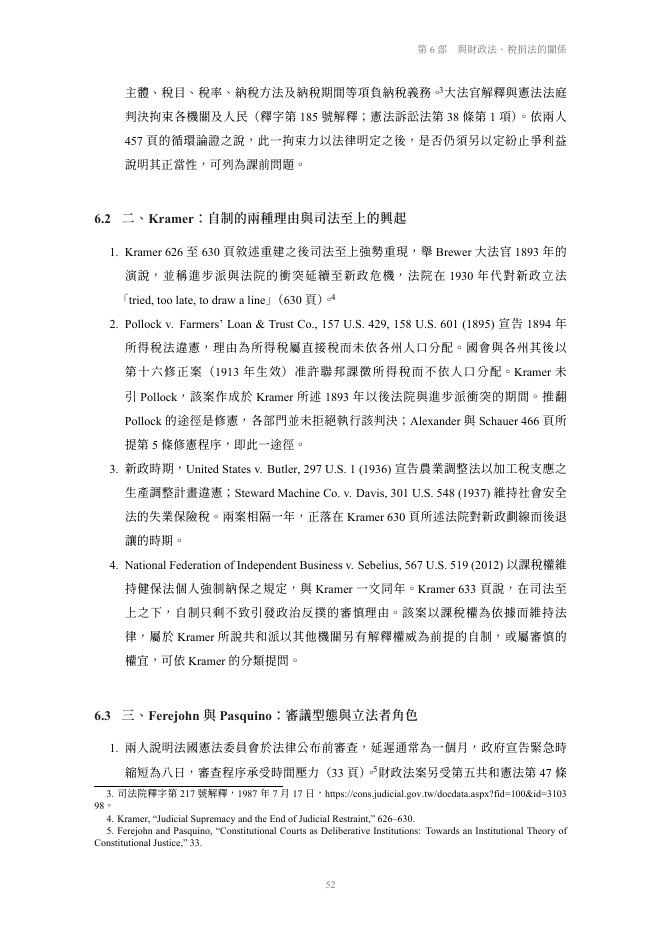 第 6 部　與財政法、稅捐法的關係
主體、稅目、稅率、納稅方法及納稅期間等項負納稅義務。3大法官解釋與憲法法庭
判決拘束各機關及人民（釋字第 185 號解釋；憲法訴訟法第 38 條第 1 項）。依兩人
457 頁的循環論證之說，此一拘束力以法律明定之後，是否仍須另以定紛止爭利益
說明其正當性，可列為課前問題。
6.2 二、Kramer：自制的兩種理由與司法至上的興起
1. Kramer 626 至 630 頁敘述重建之後司法至上強勢重現，舉 Brewer 大法官 1893 年的
演說，並稱進步派與法院的衝突延續至新政危機，法院在 1930 年代對新政立法
「tried, too late, to draw a line」（630 頁）。4
2. Pollock v. Farmers’ Loan & Trust Co., 157 U.S. 429, 158 U.S. 601 (1895) 宣告 1894 年
所得稅法違憲，理由為所得稅屬直接稅而未依各州人口分配。國會與各州其後以
第十六修正案（1913 年生效）准許聯邦課徵所得稅而不依人口分配。Kramer 未
引 Pollock，該案作成於 Kramer 所述 1893 年以後法院與進步派衝突的期間。推翻
Pollock 的途徑是修憲，各部門並未拒絕執行該判決；Alexander 與 Schauer 466 頁所
提第 5 條修憲程序，即此一途徑。
3. 新政時期，United States v. Butler, 297 U.S. 1 (1936) 宣告農業調整法以加工稅支應之
生產調整計畫違憲；Steward Machine Co. v. Davis, 301 U.S. 548 (1937) 維持社會安全
法的失業保險稅。兩案相隔一年，正落在 Kramer 630 頁所述法院對新政劃線而後退
讓的時期。
4. National Federation of Independent Business v. Sebelius, 567 U.S. 519 (2012) 以課稅權維
持健保法個人強制納保之規定，與 Kramer 一文同年。Kramer 633 頁說，在司法至
上之下，自制只剩不致引發政治反撲的審慎理由。該案以課稅權為依據而維持法
律，屬於 Kramer 所說共和派以其他機關另有解釋權威為前提的自制，或屬審慎的
權宜，可依 Kramer 的分類提問。
6.3 三、Ferejohn 與 Pasquino：審議型態與立法者角色
1. 兩人說明法國憲法委員會於法律公布前審查，延遲通常為一個月，政府宣告緊急時
縮短為八日，審查程序承受時間壓力（33 頁）。5財政法案另受第五共和憲法第 47 條
3. 司法院釋字第 217 號解釋，1987 年 7 月 17 日，https://cons.judicial.gov.tw/docdata.aspx?fid=100&id=3103
98。
4. Kramer, “Judicial Supremacy and the End of Judicial Restraint,” 626–630.
5. Ferejohn and Pasquino, “Constitutional Courts as Deliberative Institutions: Towards an Institutional Theory of
Constitutional Justice,” 33.
52